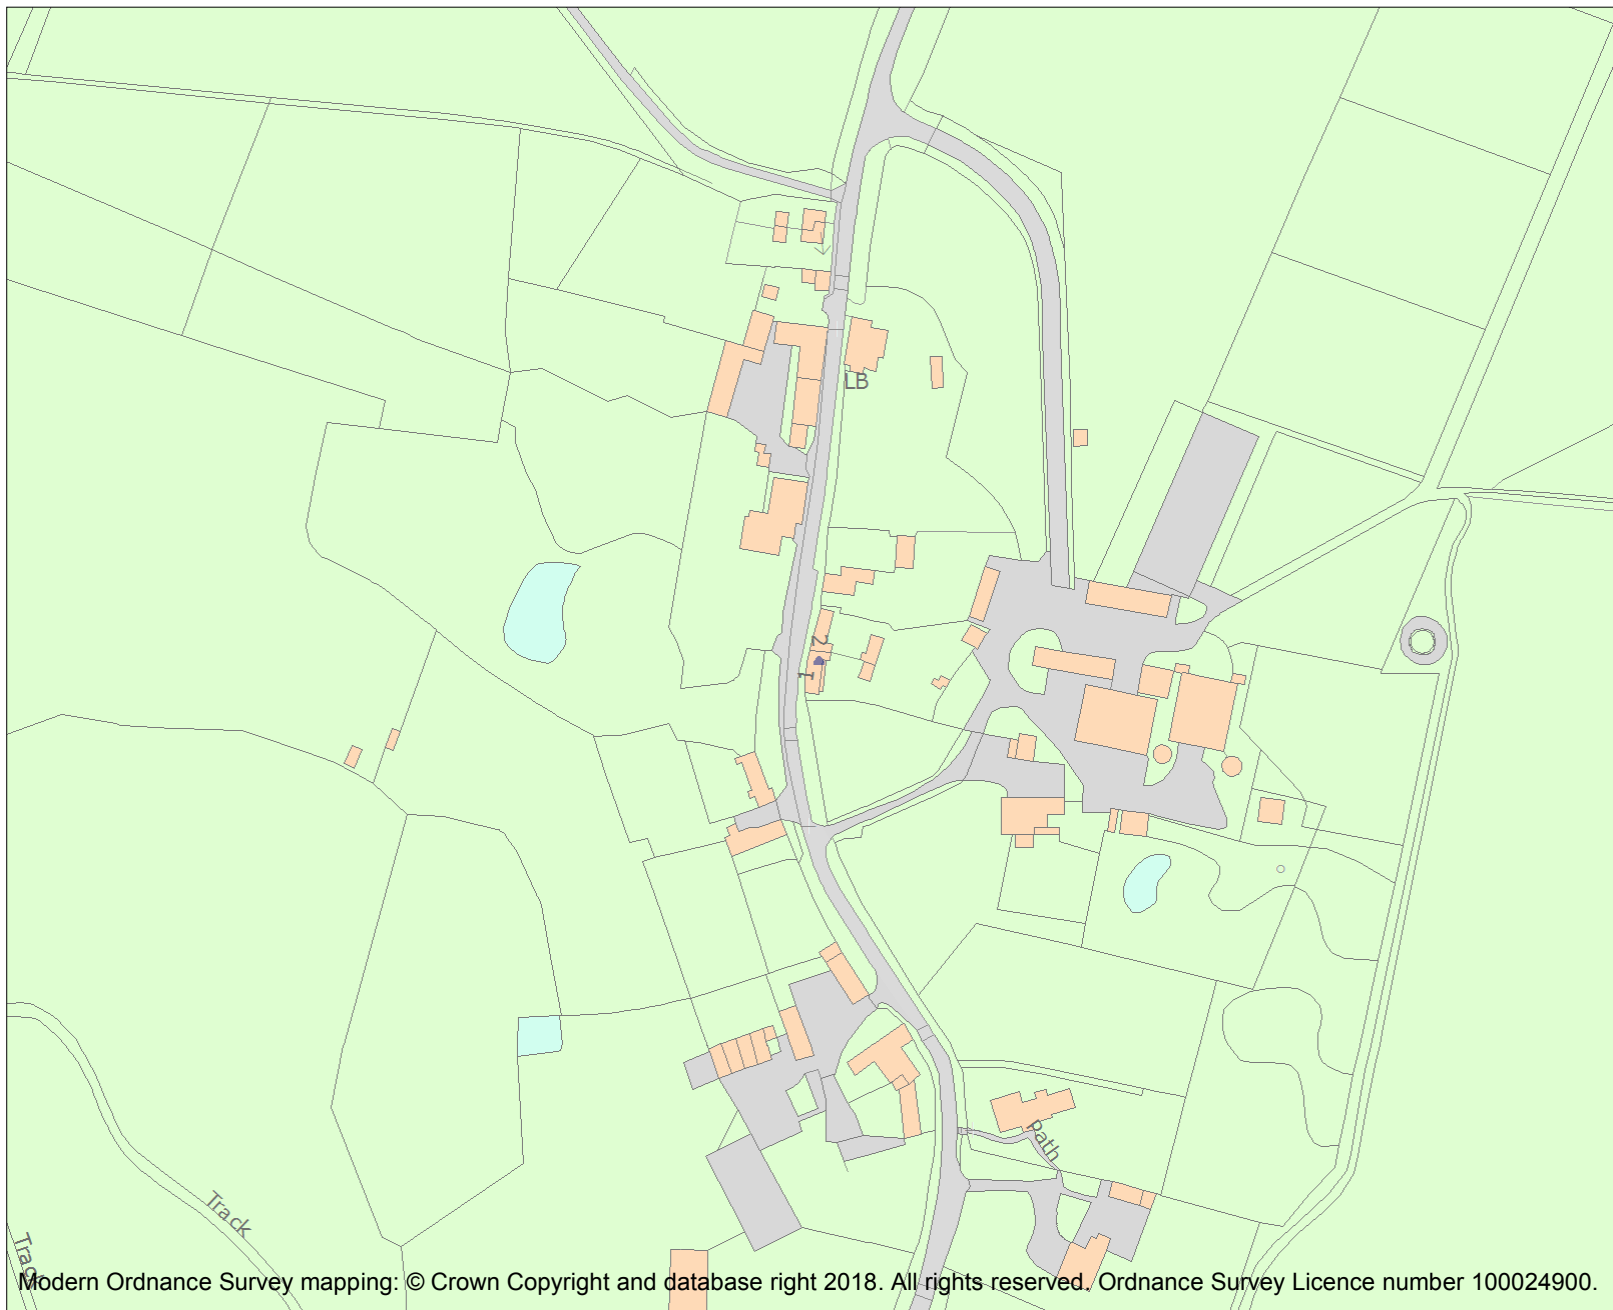 LB
2
1
Path
Track
Track
Modern Ordnance Survey mapping: © Crown Copyright and database right 2018. All rights reserved. Ordnance Survey Licence number 100024900.